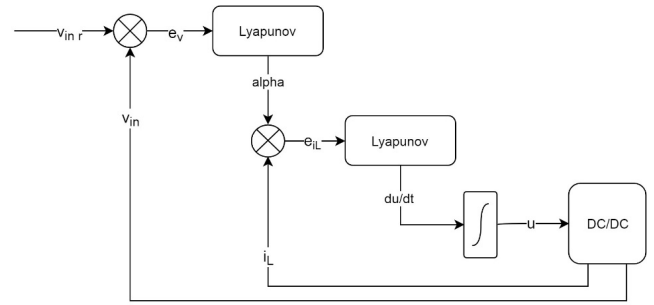 v_in r
e_v
Lyapunov
alpha
v_in
e_iL
Lyapunov
du/dt
u
DC/DC
i_L